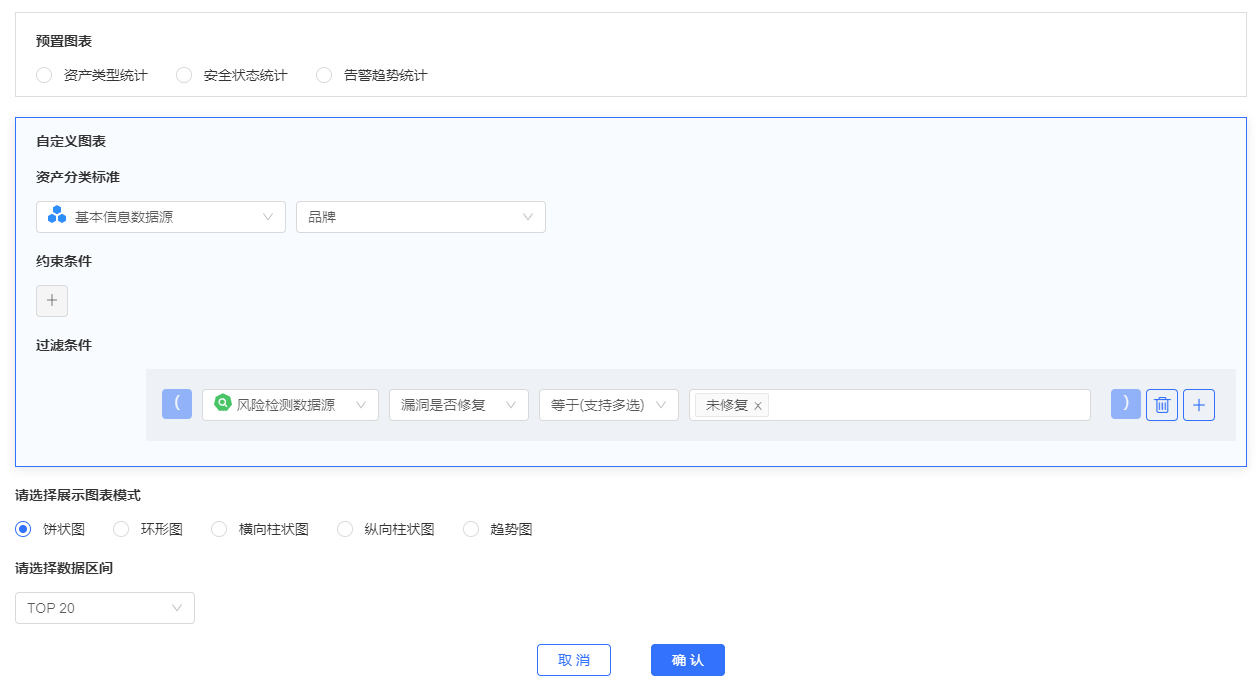 预置图表
资产类型统计 安全状态统计 告警趋势统计
自定义图表
资产分类标准
基本信息数据源 品牌
约束条件
+
过滤条件
( 风险检测数据源 漏洞是否修复 等于(支持多选) 未修复 x ) +
请选择展示图表模式
饼状图 环形图 横向柱状图 纵向柱状图 趋势图
请选择数据区间
TOP 20
取 消 确 认